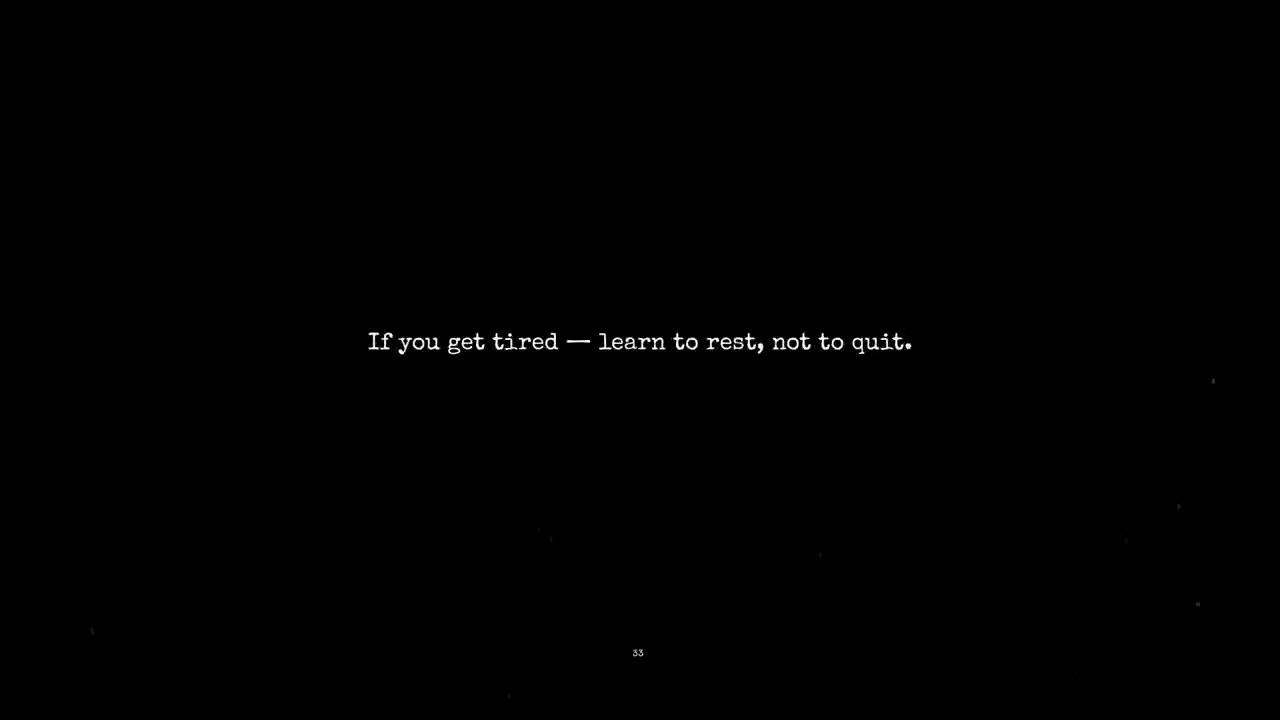 If you get tired — learn to rest, not to quit.
33